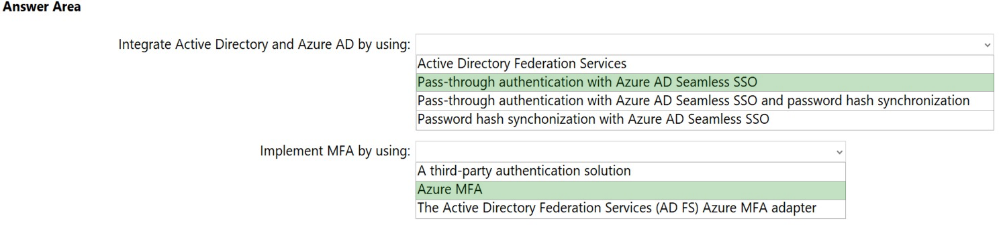 Answer Area
Integrate Active Directory and Azure AD by using:
Active Directory Federation Services
Pass-through authentication with Azure AD Seamless SSO
Pass-through authentication with Azure AD Seamless SSO and password hash synchronization
Password hash synchonization with Azure AD Seamless SSO
Implement MFA by using:
A third-party authentication solution
Azure MFA
The Active Directory Federation Services (AD FS) Azure MFA adapter